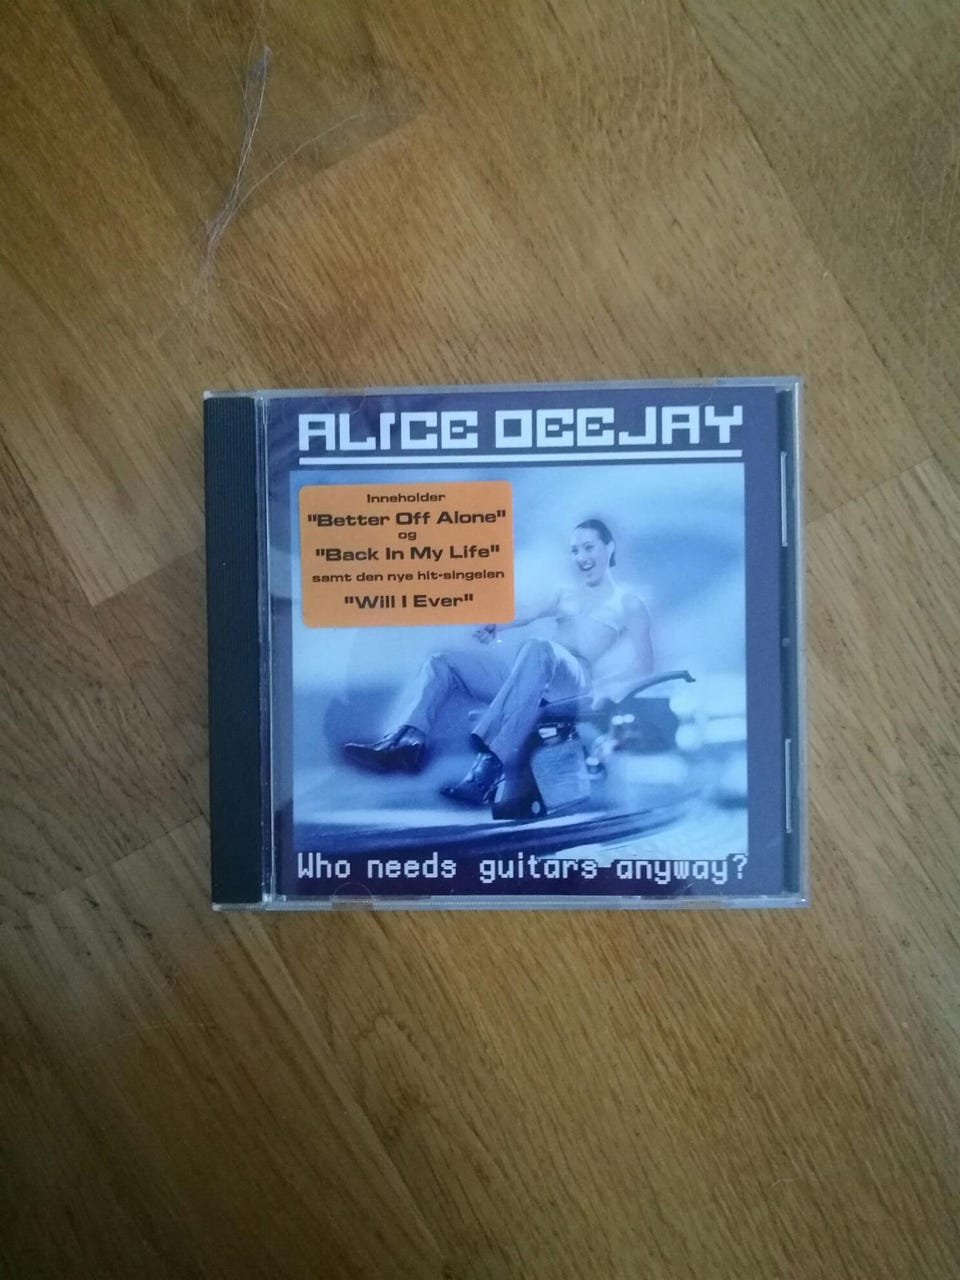 ALICE DEEJAY
Inneholder
"Better Off Alone"
og
"Back In My Life"
samt den nye hit-singelen
"Will I Ever"
Who needs guitars anyway?